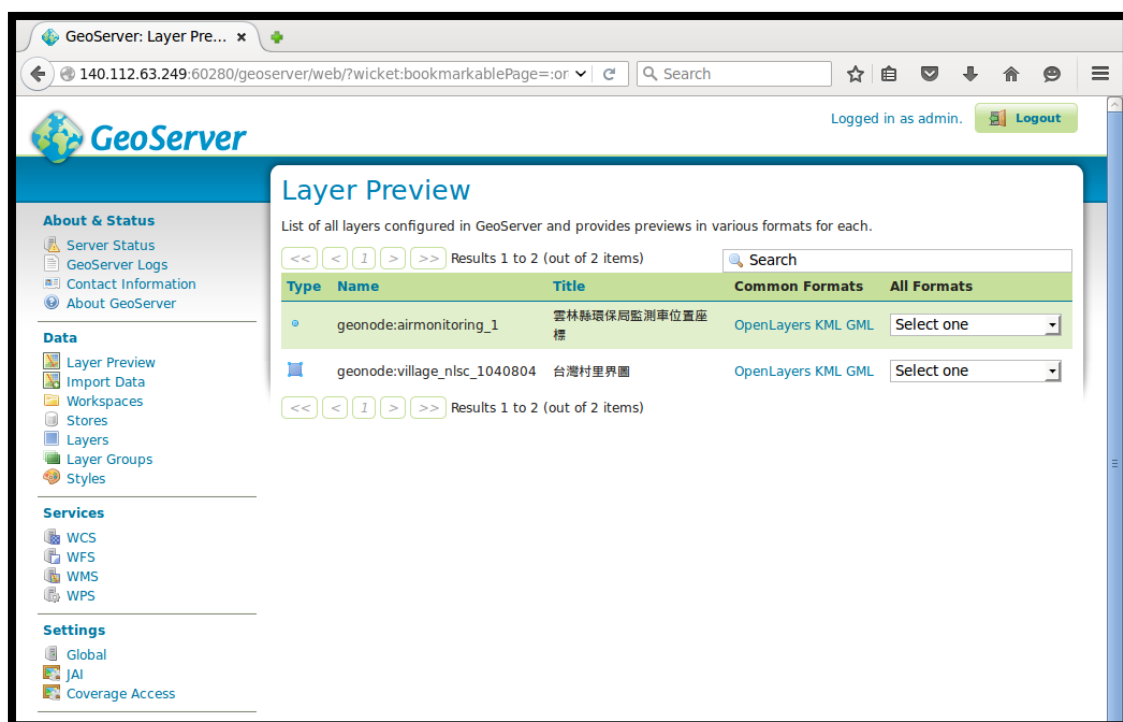 GeoServer: Layer Pre...
140.112.63.249:60280/geoserver/web/?wicket:bookmarkablePage=:or
Search
GeoServer
Logged in as admin.
Logout
Layer Preview
List of all layers configured in GeoServer and provides previews in various formats for each.
<< < 1 > >> Results 1 to 2 (out of 2 items)
Search
Type Name Title Common Formats All Formats
geonode:airmonitoring_1 雲林縣環保局監測車位置座標 OpenLayers KML GML Select one
geonode:village_nlsc_1040804 台灣村里界圖 OpenLayers KML GML Select one
<< < 1 > >> Results 1 to 2 (out of 2 items)
About & Status
Server Status
GeoServer Logs
Contact Information
About GeoServer
Data
Layer Preview
Import Data
Workspaces
Stores
Layers
Layer Groups
Styles
Services
WCS
WFS
WMS
WPS
Settings
Global
JAI
Coverage Access